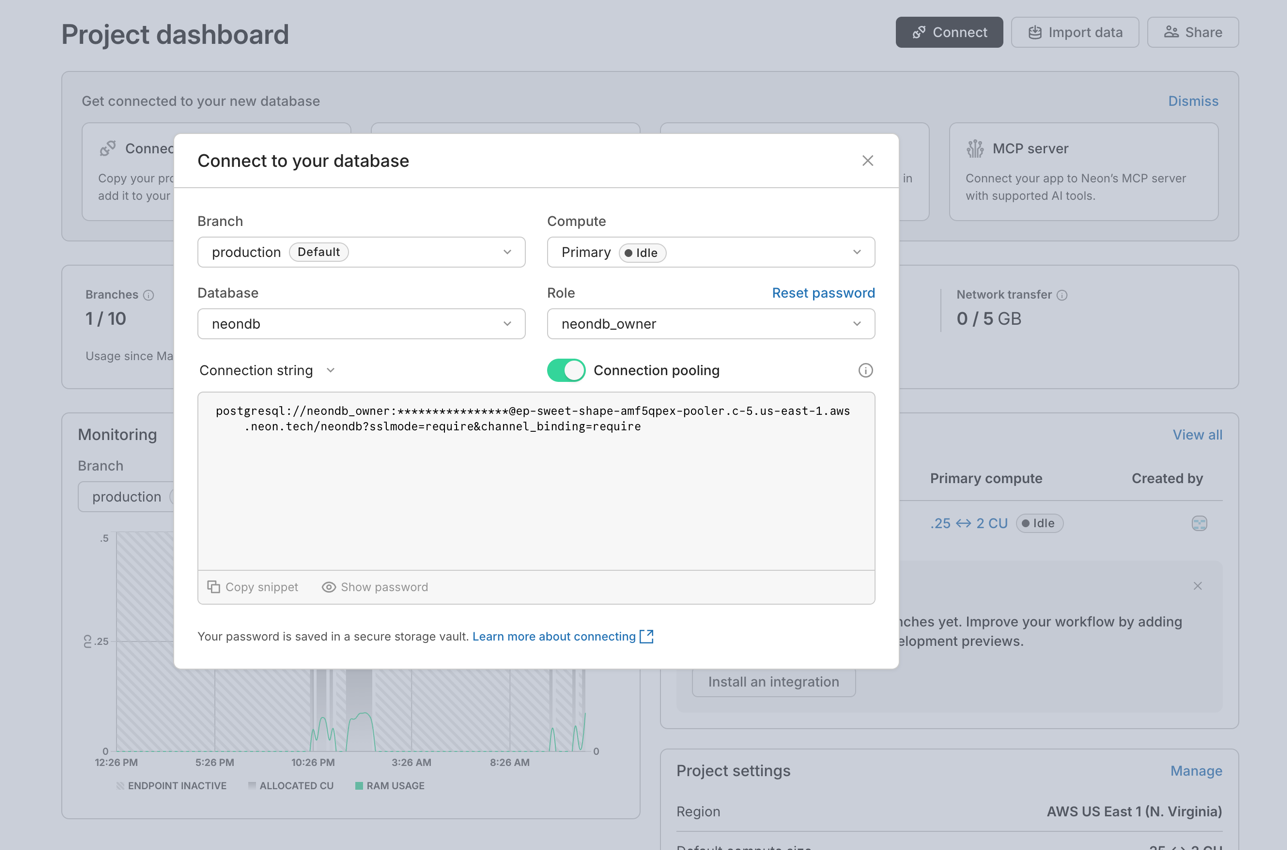 Project dashboard
Connect
Import data
Share
Get connected to your new database
Dismiss
Copy your
add it to your
in
MCP server
Connect your app to Neon's MCP server
with supported AI tools.
Connect to your database
Branch
production Default
Compute
Primary Idle
Database
neondb
Role
Reset password
neondb_owner
Connection string
Connection pooling
postgresql://neondb_owner:****************@ep-sweet-shape-amf5qpex-pooler.c-5.us-east-1.aws
.neon.tech/neondb?sslmode=require&channel_binding=require
Copy snippet
Show password
Your password is saved in a secure storage vault. Learn more about connecting
Branches
1 / 10
Usage since
Network transfer
0 / 5 GB
Monitoring
Branch
production
.5
CU
.25
0
0
12:26 PM
5:26 PM
10:26 PM
3:26 AM
8:26 AM
ENDPOINT INACTIVE
ALLOCATED CU
RAM USAGE
View all
Primary compute
Created by
.25 ↔ 2 CU
Idle
yet. Improve your workflow by adding
previews.
Install an integration
Project settings
Manage
Region
AWS US East 1 (N. Virginia)
Default compute size
.25 ↔ 2 CU